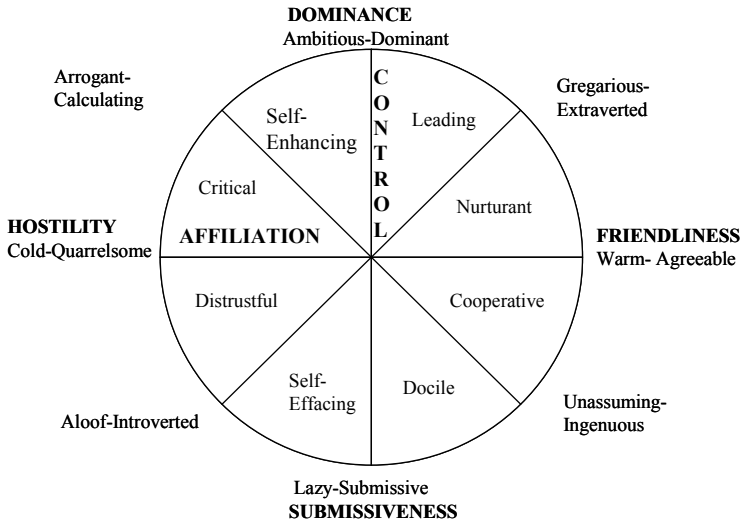 DOMINANCE
Ambitious-Dominant
Arrogant-
Calculating
Gregarious-
Extraverted
CONTROL
Self-
Enhancing
Leading
Critical
Nurturant
HOSTILITY
Cold-Quarrelsome
AFFILIATION
FRIENDLINESS
Warm- Agreeable
Distrustful
Cooperative
Self-
Effacing
Docile
Aloof-Introverted
Unassuming-
Ingenuous
Lazy-Submissive
SUBMISSIVENESS